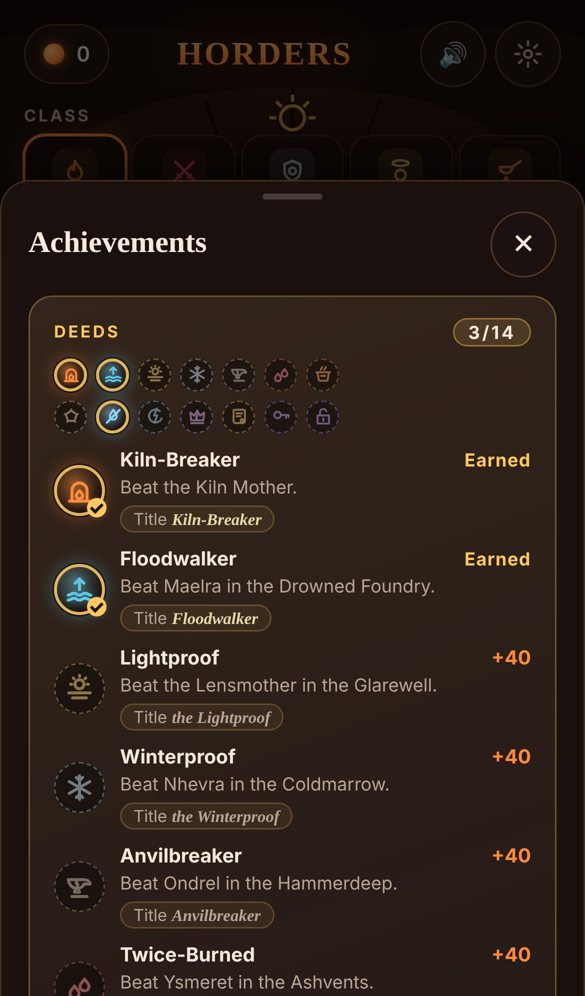 0
HORDERS
CLASS
Achievements
DEEDS
3/14
Kiln-Breaker
Earned
Beat the Kiln Mother.
Title Kiln-Breaker
Floodwalker
Earned
Beat Maelra in the Drowned Foundry.
Title Floodwalker
Lightproof
+40
Beat the Lensmother in the Glarewell.
Title the Lightproof
Winterproof
+40
Beat Nhevra in the Coldmarrow.
Title the Winterproof
Anvilbreaker
+40
Beat Ondrel in the Hammerdeep.
Title Anvilbreaker
Twice-Burned
+40
Beat Ysmeret in the Ashvents.